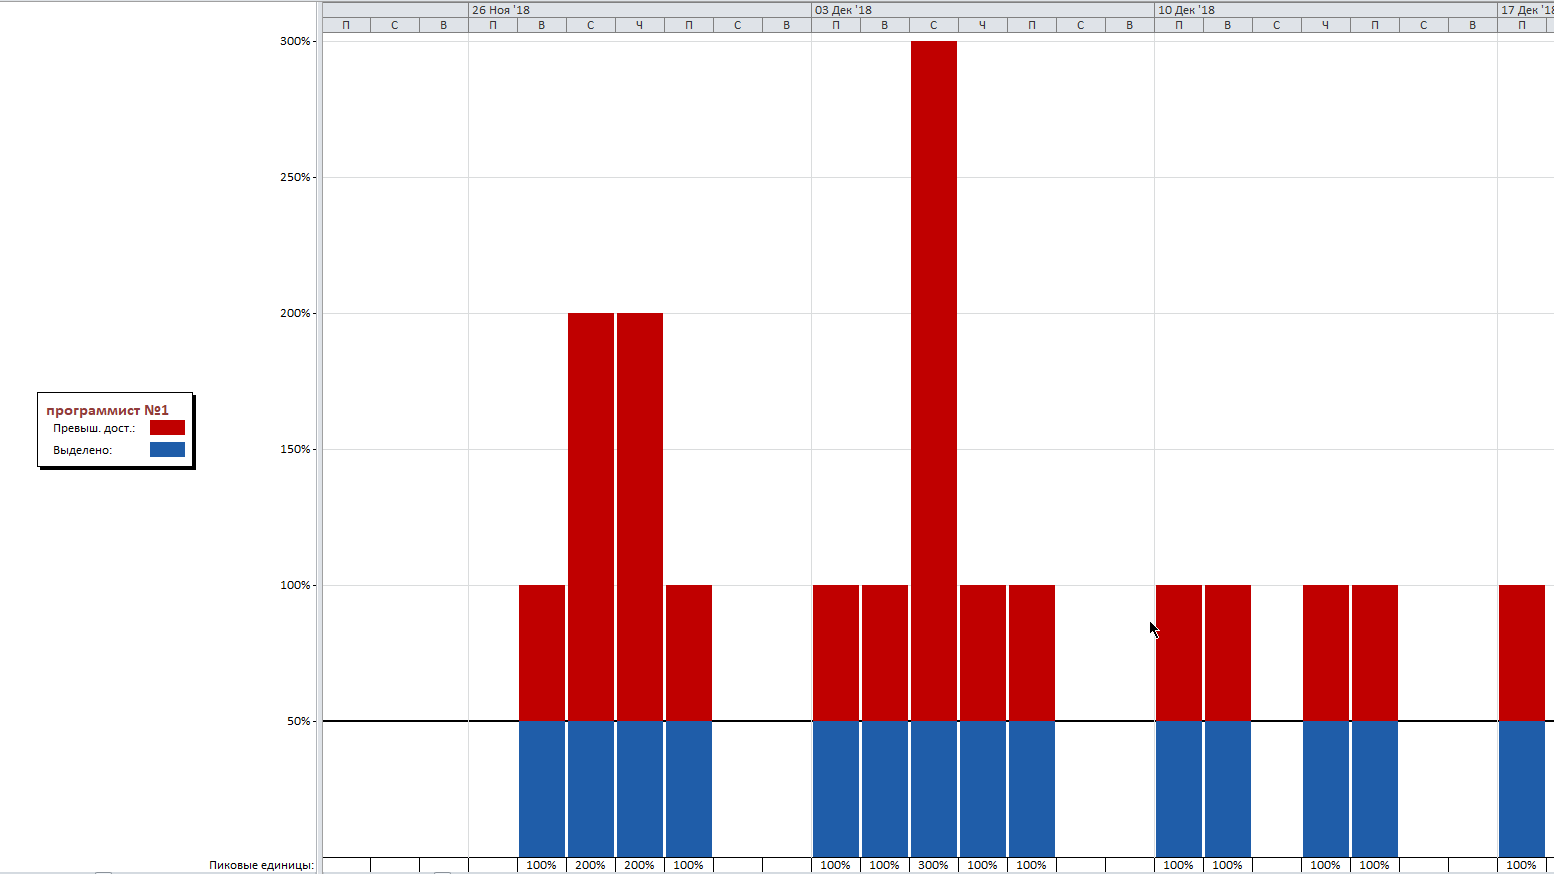 26 Ноя '18 03 Дек '18 10 Дек '18 17 Дек '18
П С В П В С Ч П С В П В С Ч П С В П В С Ч П С В П
300%
250%
200%
150%
100%
50%
программист №1
Превыш. дост.:
Выделено:
Пиковые единицы: 100% 200% 200% 100% 100% 100% 300% 100% 100% 100% 100% 100% 100% 100%